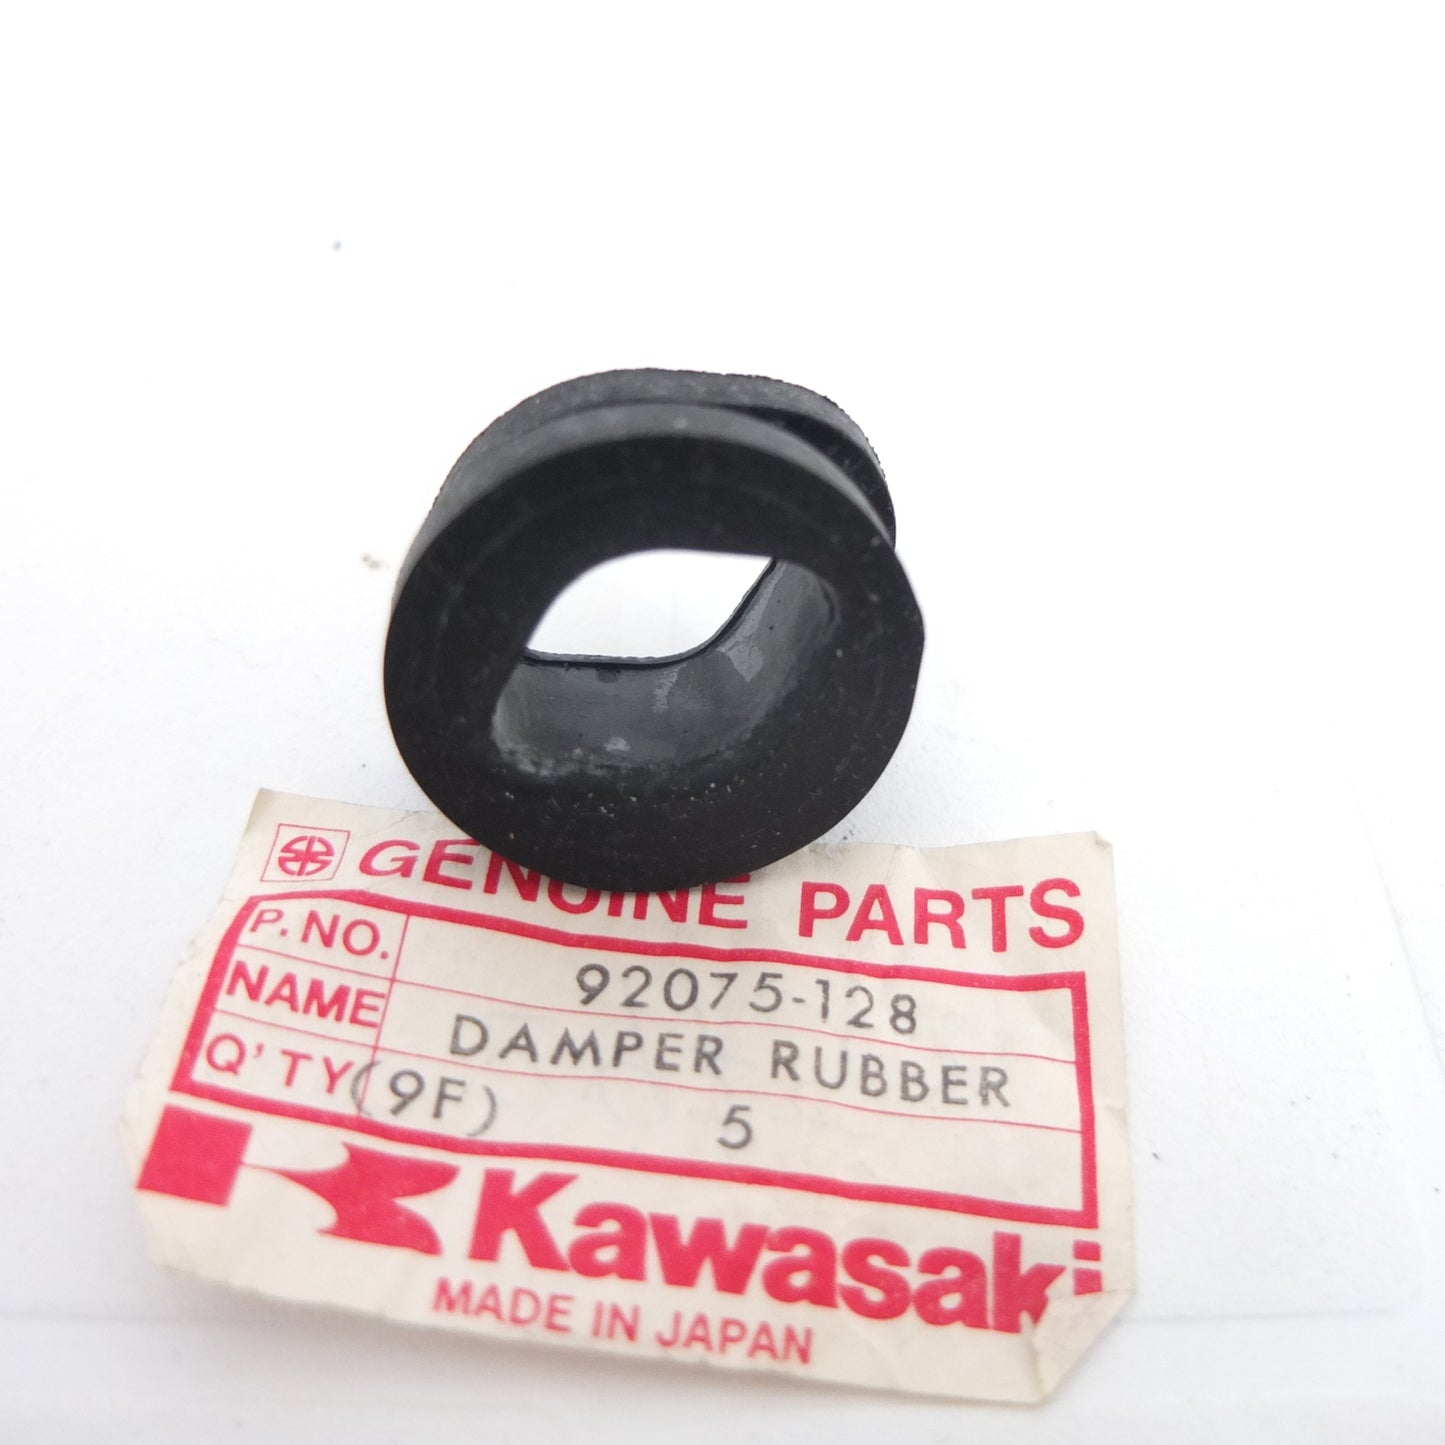 GENUINE PARTS
P. NO. 92075-128
NAME DAMPER RUBBER
Q'TY (9F) 5
Kawasaki
MADE IN JAPAN